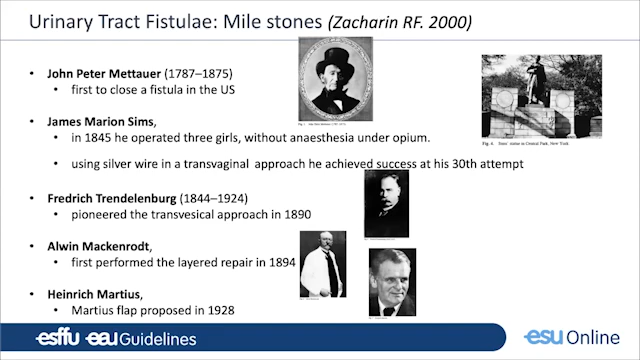 Urinary Tract Fistulae: Mile stones (Zacharin RF. 2000)
• John Peter Mettauer (1787–1875)
• first to close a fistula in the US
• James Marion Sims,
• in 1845 he operated three girls, without anaesthesia under opium.
• using silver wire in a transvaginal approach he achieved success at his 30th attempt
• Fredrich Trendelenburg (1844–1924)
• pioneered the transvesical approach in 1890
• Alwin Mackenrodt,
• first performed the layered repair in 1894
• Heinrich Martius,
• Martius flap proposed in 1928
Fig. 4. Sims' statue in Central Park, New York.
esffu eau Guidelines
esu Online